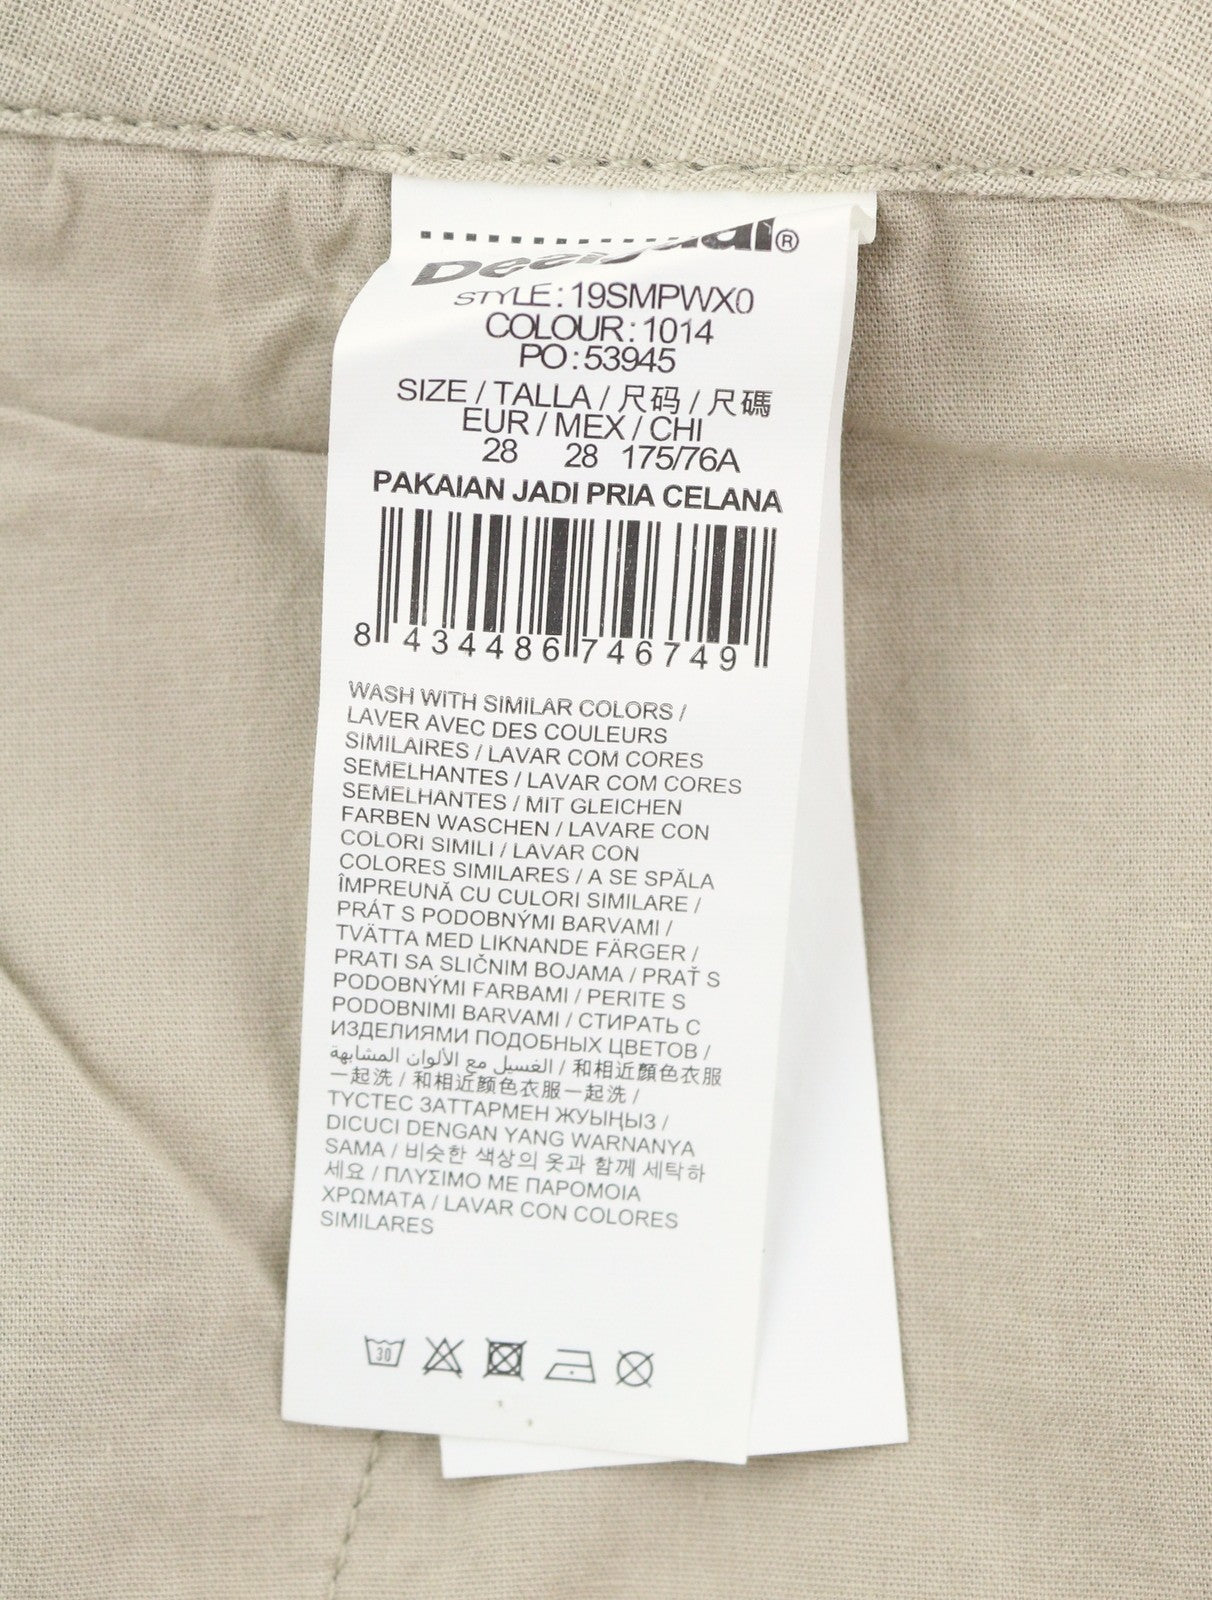 Desigual®
STYLE : 19SMPWX0
COLOUR : 1014
PO : 53945
SIZE / TALLA / 尺码 / 尺碼
EUR / MEX / CHI
28 28 175/76A
PAKAIAN JADI PRIA CELANA
8 434486 746749
WASH WITH SIMILAR COLORS /
LAVER AVEC DES COULEURS
SIMILAIRES / LAVAR COM CORES
SEMELHANTES / LAVAR COM CORES
SEMELHANTES / MIT GLEICHEN
FARBEN WASCHEN / LAVARE CON
COLORI SIMILI / LAVAR CON
COLORES SIMILARES / A SE SPĂLA
ÎMPREUNĂ CU CULORI SIMILARE /
PRÁT S PODOBNÝMI BARVAMI /
TVÄTTA MED LIKNANDE FÄRGER /
PRATI SA SLIČNIM BOJAMA / PRAŤ S
PODOBNÝMI FARBAMI / PERITE S
PODOBNIMI BARVAMI / СТИРАТЬ С
ИЗДЕЛИЯМИ ПОДОБНЫХ ЦВЕТОВ /
الغسيل مع الألوان المشابهة / 和相近顏色衣服
一起洗 / 和相近颜色衣服一起洗 /
ТҮСТЕС ЗАТТАРМЕН ЖУЫҢЫЗ /
DICUCI DENGAN YANG WARNANYA
SAMA / 비슷한 색상의 옷과 함께 세탁하
세요 / ΠΛΥΣΙΜΟ ΜΕ ΠΑΡΟΜΟΙΑ
ΧΡΩΜΑΤΑ / LAVAR CON COLORES
SIMILARES
30